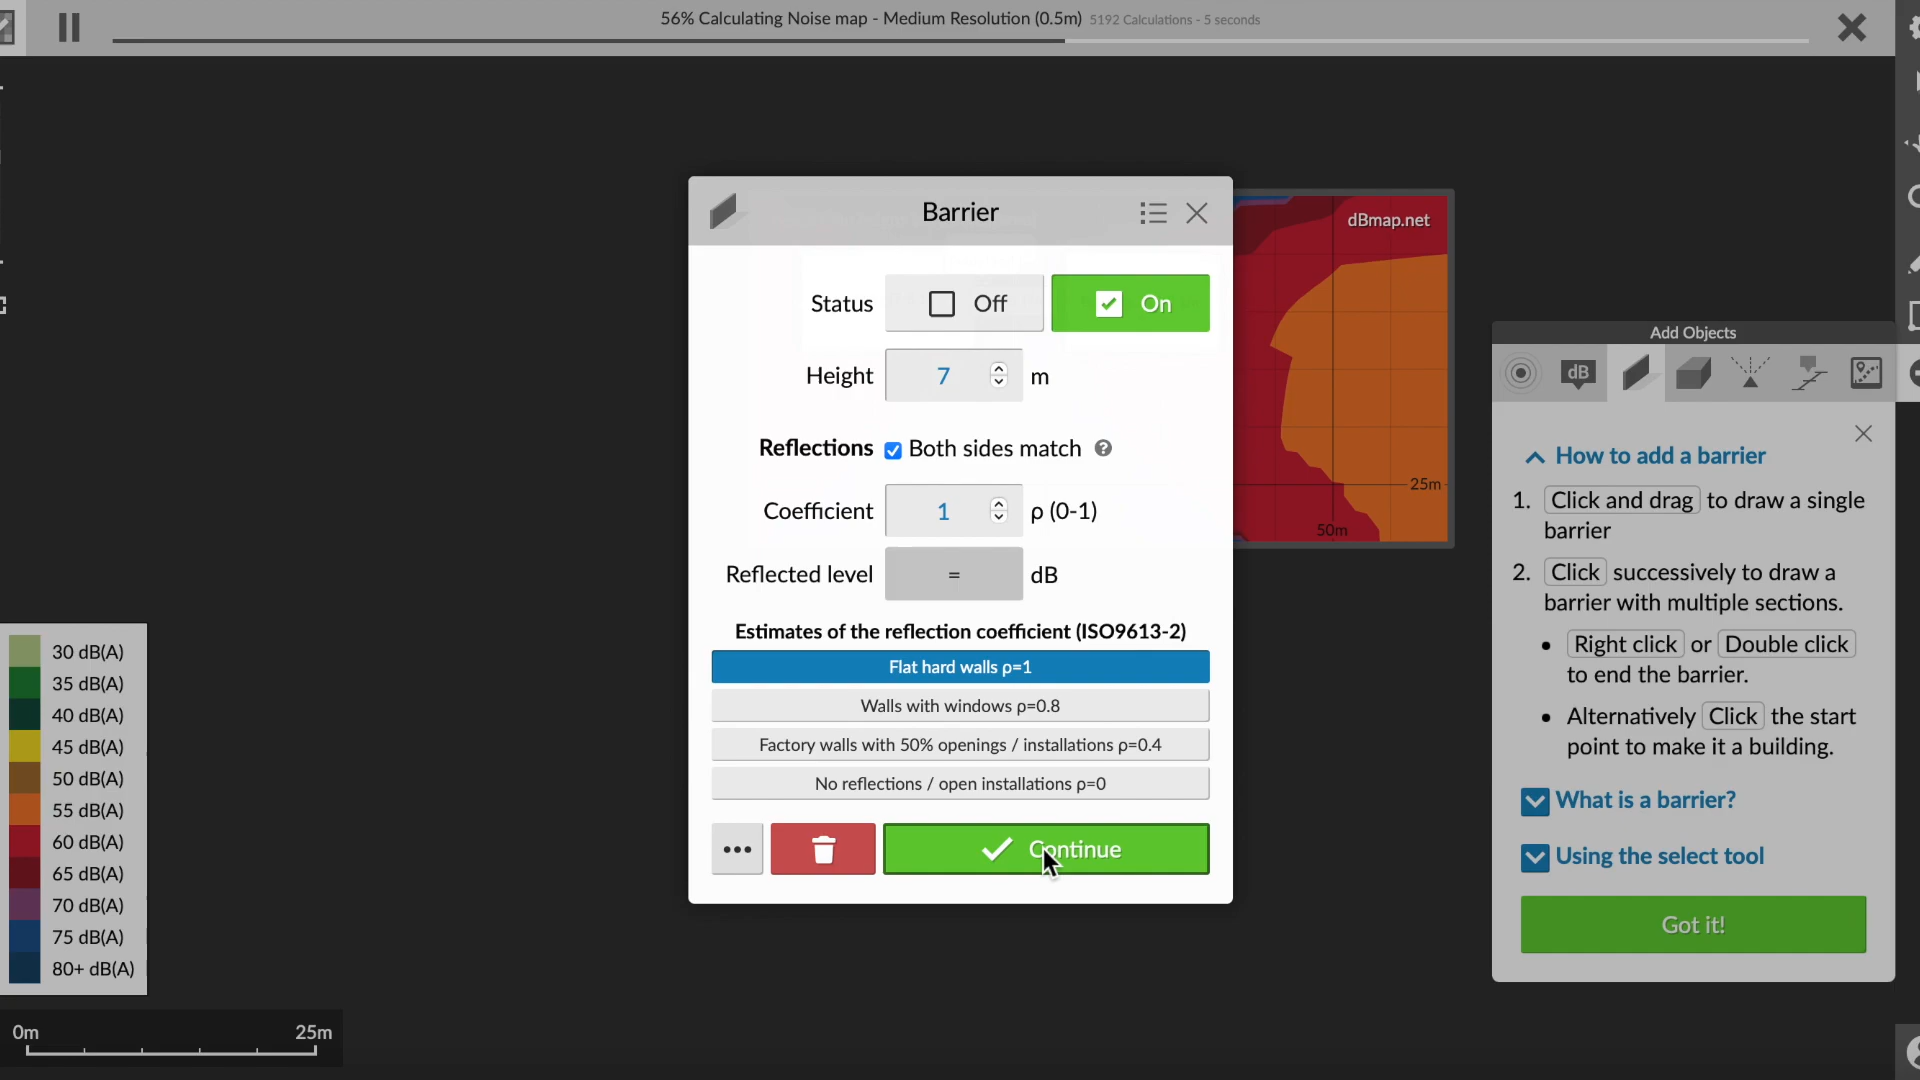 56% Calculating Noise map - Medium Resolution (0.5m) 5192 Calculations - 5 seconds
Barrier
Status Off On
Height 7 m
Reflections Both sides match ?
Coefficient 1 ρ (0-1)
Reflected level = dB
Estimates of the reflection coefficient (ISO9613-2)
Flat hard walls ρ=1
Walls with windows ρ=0.8
Factory walls with 50% openings / installations ρ=0.4
No reflections / open installations ρ=0
Continue
dBmap.net
25m
50m
Add Objects
dB
How to add a barrier
1. Click and drag to draw a single
barrier
2. Click successively to draw a
barrier with multiple sections.
• Right click or Double click
to end the barrier.
• Alternatively Click the start
point to make it a building.
What is a barrier?
Using the select tool
Got it!
30 dB(A)
35 dB(A)
40 dB(A)
45 dB(A)
50 dB(A)
55 dB(A)
60 dB(A)
65 dB(A)
70 dB(A)
75 dB(A)
80+ dB(A)
0m 25m